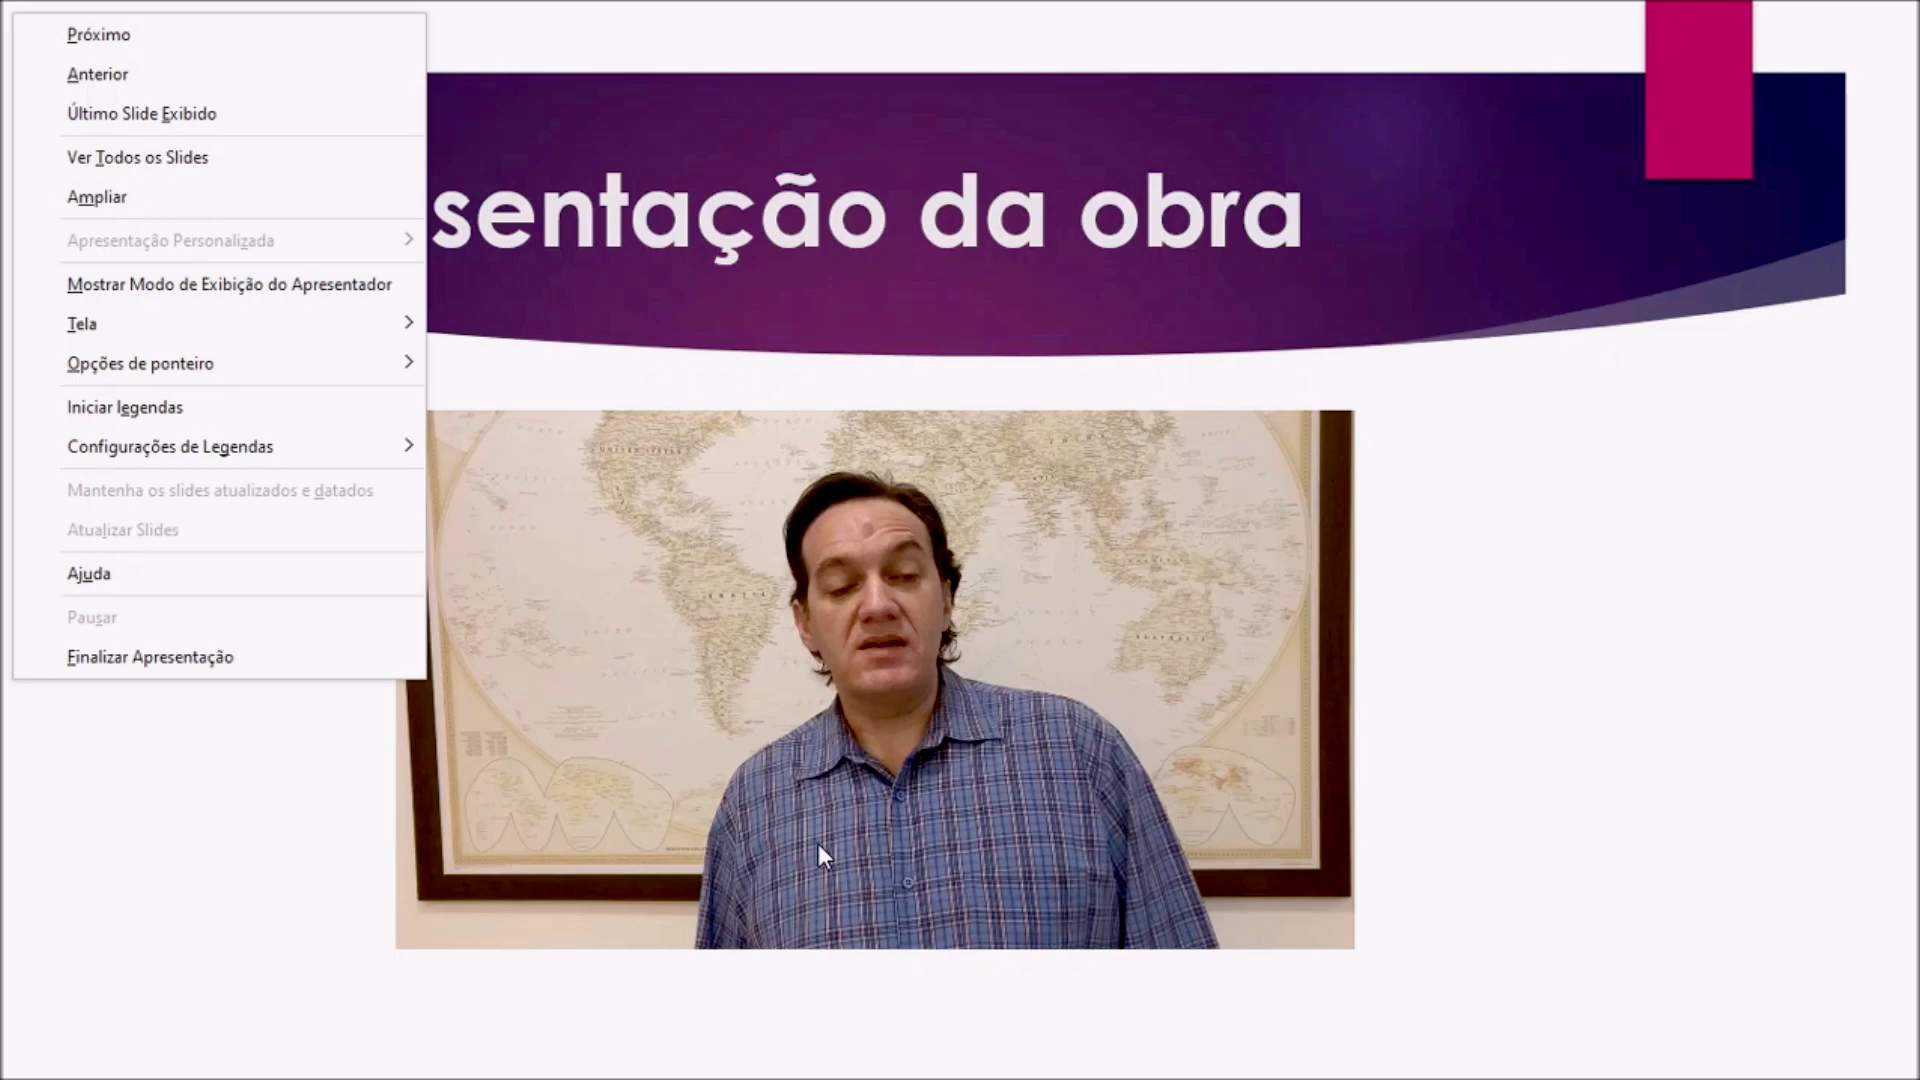 Próximo
Anterior
Último Slide Exibido
Ver Todos os Slides
Ampliar
Apresentação Personalizada
Mostrar Modo de Exibição do Apresentador
Tela
Opções de ponteiro
Iniciar legendas
Configurações de Legendas
Mantenha os slides atualizados e datados
Atualizar Slides
Ajuda
Pausar
Finalizar Apresentação
sentação da obra
BRAZIL
AUSTRALIA